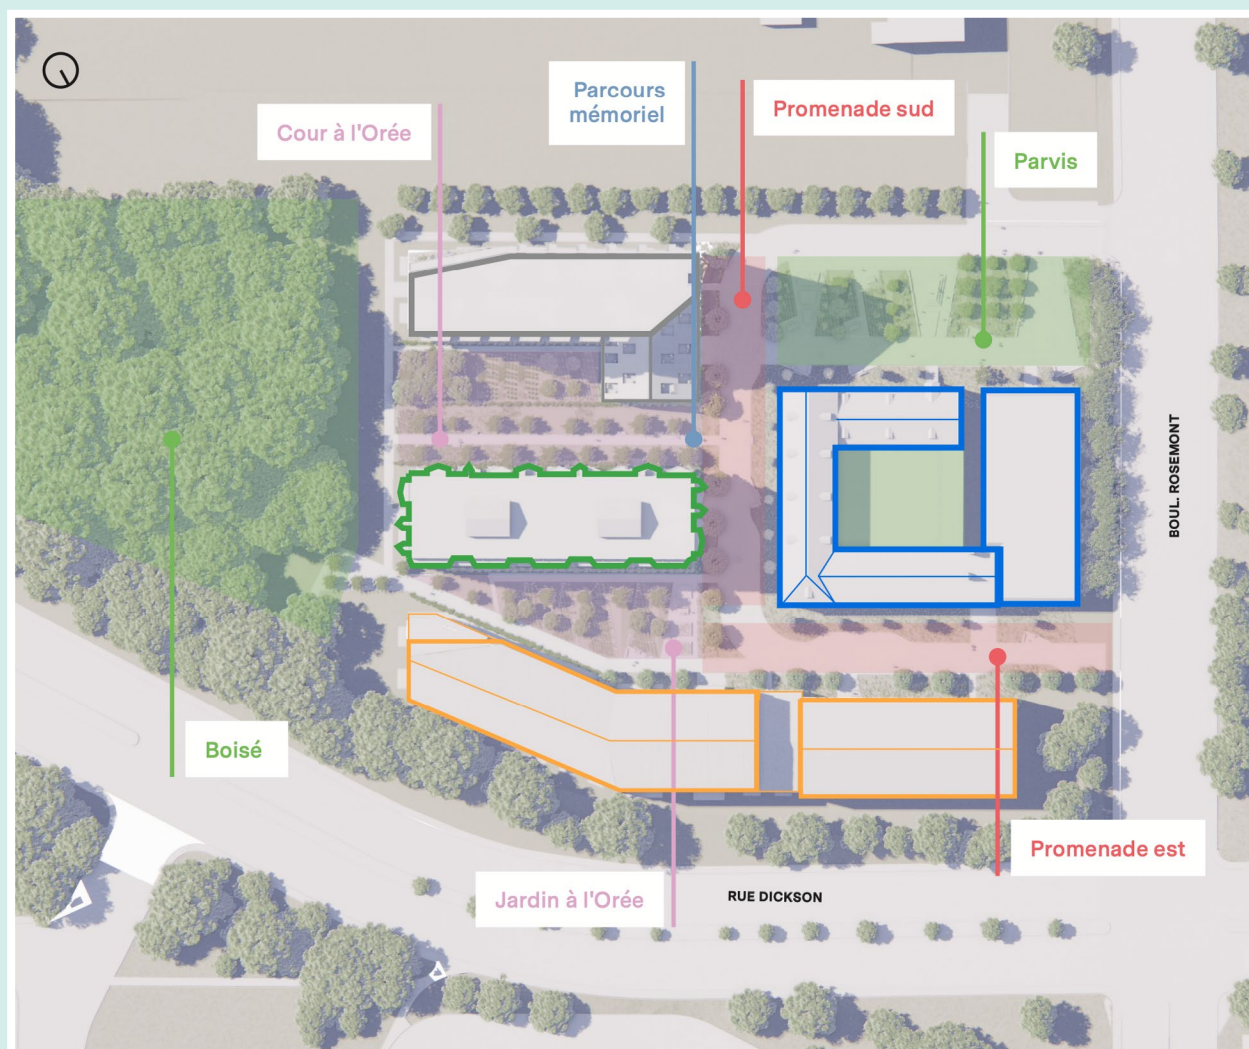 Parcours
mémoriel
Promenade sud
Cour à l'Orée
Parvis
BOUL. ROSEMONT
Boisé
Promenade est
Jardin à l'Orée
RUE DICKSON